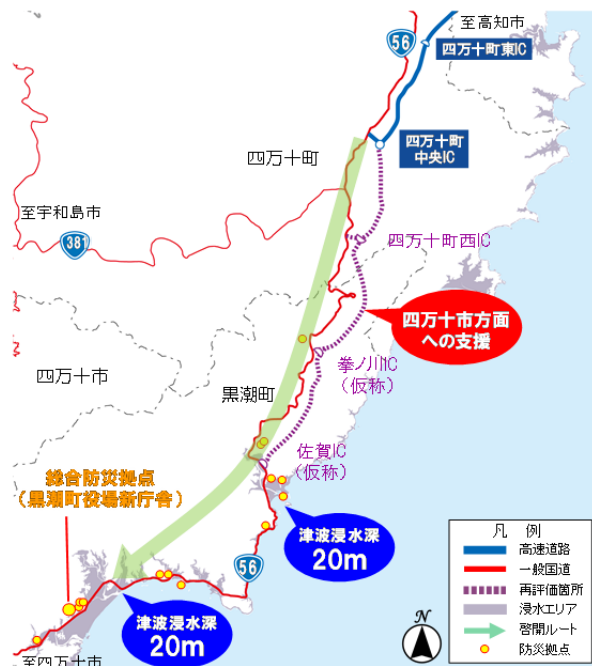 至高知市
56
四万十町東IC
四万十町
中央IC
四万十町
至宇和島市
381
四万十町西IC
四万十市方面
への支援
四万十市
拳ノ川IC
(仮称)
黒潮町
佐賀IC
(仮称)
総合防災拠点
(黒潮町役場新庁舎)
津波浸水深
20m
56
津波浸水深
20m
至四万十市
N
凡 例
高速道路
一般国道
再評価箇所
浸水エリア
啓開ルート
防災拠点